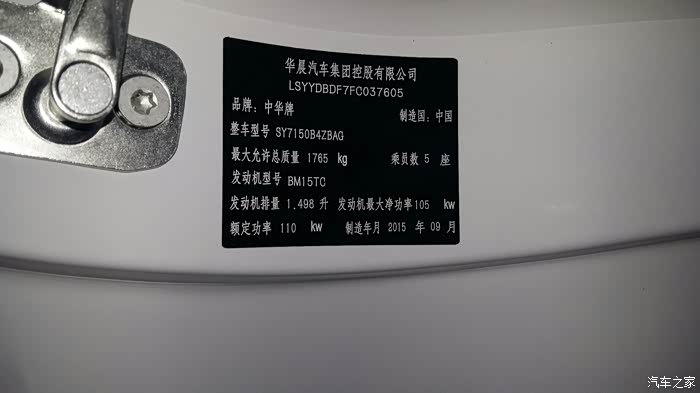 华晨汽车集团控股有限公司
LSYYDBDF7FC037605
品牌: 中华牌 制造国: 中国
整车型号 SY7150B4ZBAG
最大允许总质量 1765 kg 乘员数 5 座
发动机型号 BM15TC
发动机排量 1.498 升 发动机最大净功率105 kw
额定功率 110 kw 制造年月 2015 年 09 月
汽车之家